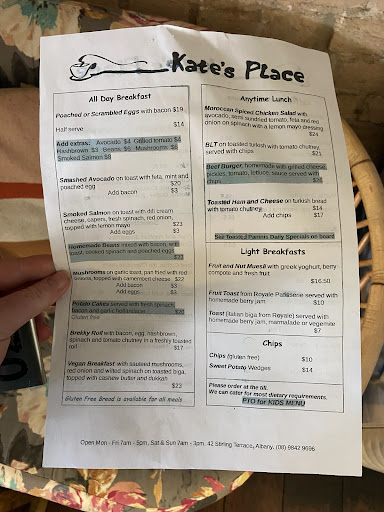 Kate's Place
All Day Breakfast
Poached or Scrambled Eggs with bacon $19
Half serve $14
Add extras: Avocado $4 Grilled tomato $4
Hashbrown $3 Beans $6 Mushrooms $6
Smoked Salmon $8
Smashed Avocado on toast with feta, mint and
poached egg $20
Add bacon $3
Smoked Salmon on toast with dill cream
cheese, capers, fresh spinach, red onion,
topped with lemon mayo $23
Add eggs $3
Homemade Beans mixed with bacon, with
toast, cooked spinach and poached eggs
$23
Mushrooms on garlic toast, pan fried with red
onions, topped with camembert cheese $22
Add bacon $3
Add eggs $3
Potato Cakes served with fresh spinach,
bacon and garlic hollandaise $20
Gluten free
Brekky Roll with bacon, egg, hashbrown,
spinach and tomato chutney in a freshly toasted
roll $17
Vegan Breakfast with sauteed mushrooms,
red onion and wilted spinach on toasted biga,
topped with cashew butter and dukkah
$23
Gluten Free Bread is available for all meals
Anytime Lunch
Moroccan Spiced Chicken Salad with
avocado, semi sundried tomato, feta and red
onion on spinach with a lemon mayo dressing
$24
BLT on toasted turkish with tomato chutney,
served with chips $21
Beef Burger, homemade with grilled cheese,
pickles, tomato, lettuce, sauce served with
chips $26
Toasted Ham and Cheese on turkish bread
with tomato chutney $14
Add chips $17
See Toasted Paninis Daily Specials on board
Light Breakfasts
Fruit and Nut Muesli with greek yoghurt, berry
compote and fresh fruit
$16.50
Fruit Toast from Royale Patisserie served with
homemade berry jam $10
Toast (italian biga from Royale) served with
homemade berry jam, marmalade or vegemite
$7
Chips
Chips (gluten free) $10
Sweet Potato Wedges $14
Please order at the till.
We can cater for most dietary requirements.
PTO for KIDS MENU
Open Mon - Fri 7am - 5pm, Sat & Sun 7am - 3pm. 42 Stirling Terrace, Albany. (08) 9842 9696